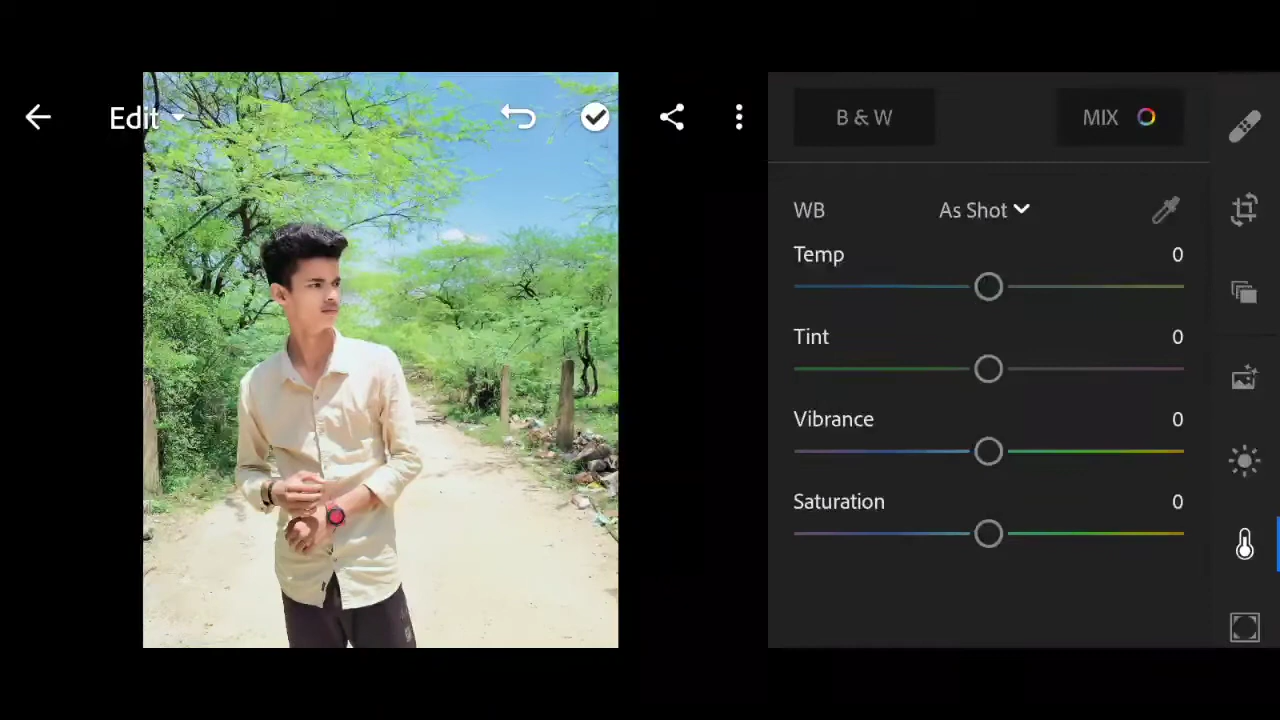 Edit
B & W
MIX
WB As Shot
Temp 0
Tint 0
Vibrance 0
Saturation 0